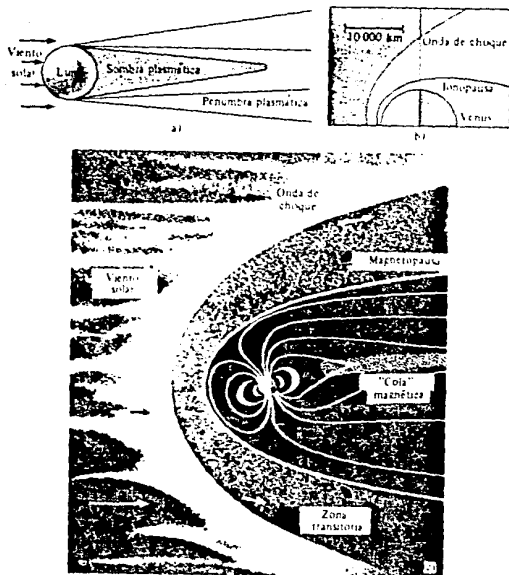 Viento
solar
Luna
Sombra plasmática
Penumbra plasmática
a)
10 000 km
Onda de choque
Ionopausa
Venus
b)
Onda de
choque
Magnetopausa
Viento
solar
"Cola"
magnética
Zona
transitoria